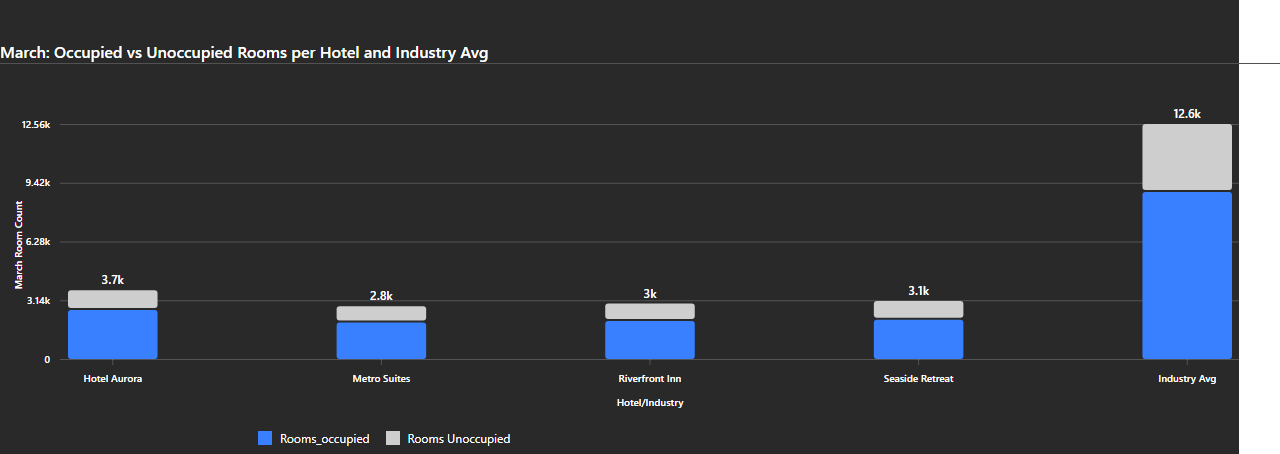 March: Occupied vs Unoccupied Rooms per Hotel and Industry Avg
12.6k
12.56k
9.42k
6.28k
3.14k
0
March Room Count
3.7k
2.8k
3k
3.1k
Hotel Aurora
Metro Suites
Riverfront Inn
Seaside Retreat
Industry Avg
Hotel/Industry
Rooms_occupied
Rooms Unoccupied